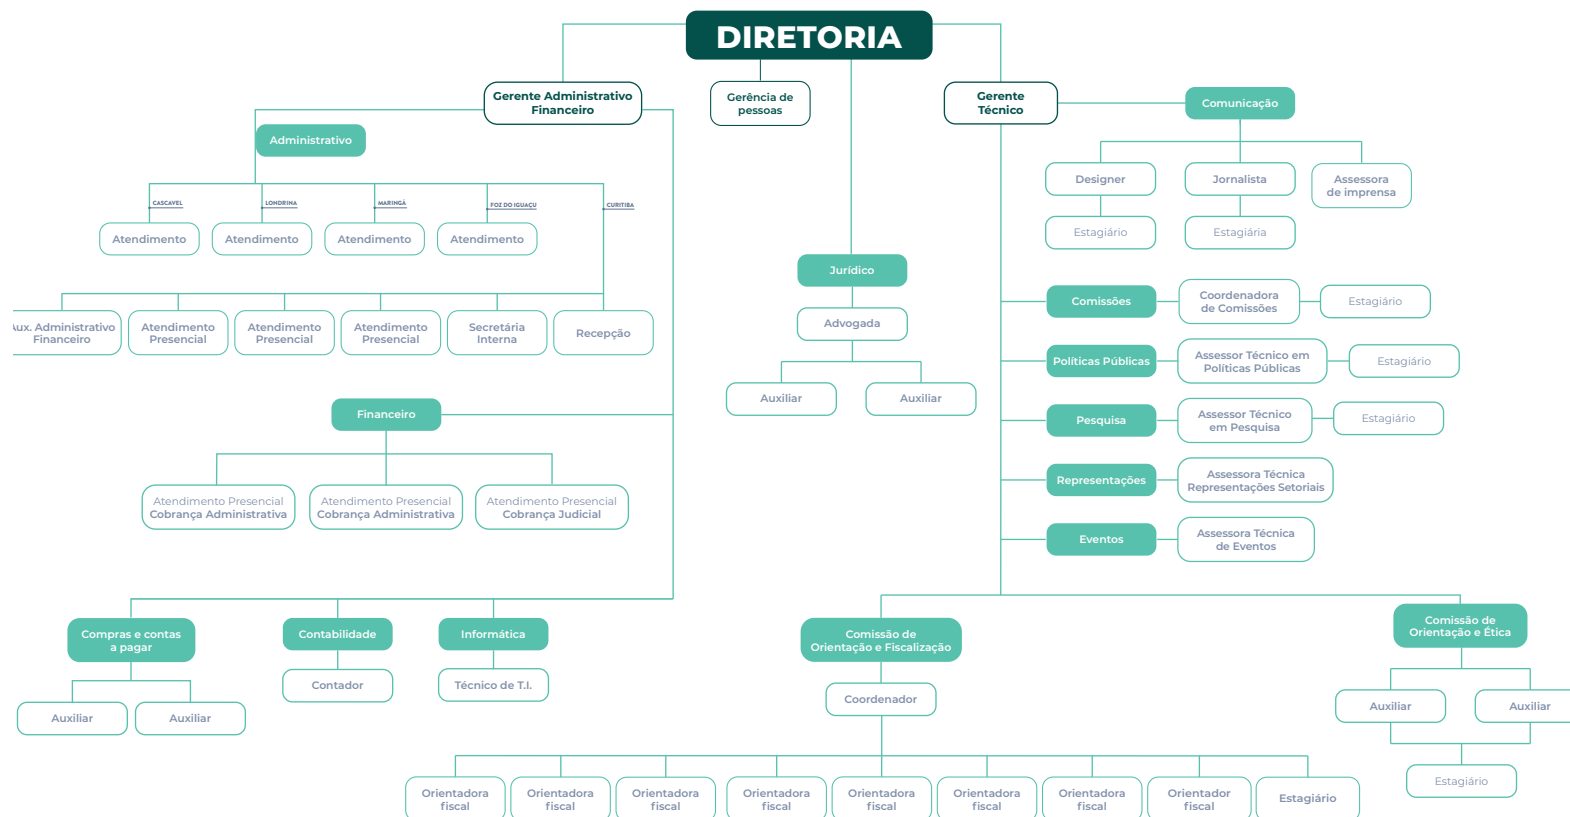 DIRETORIA
Gerente Administrativo
Financeiro
Gerência de
pessoas
Gerente
Técnico
Comunicação
Administrativo
Designer
Jornalista
Assessora
de imprensa
CASCAVEL
LONDRINA
MARINGÁ
FOZ DO IGUAÇU
CURITIBA
Atendimento
Atendimento
Atendimento
Atendimento
Estagiário
Estagiária
Jurídico
Comissões
Coordenadora
de Comissões
Estagiário
Aux. Administrativo
Financeiro
Atendimento
Presencial
Atendimento
Presencial
Atendimento
Presencial
Secretária
Interna
Recepção
Advogada
Políticas Públicas
Assessor Técnico em
Políticas Públicas
Estagiário
Auxiliar
Auxiliar
Financeiro
Pesquisa
Assessor Técnico
em Pesquisa
Estagiário
Atendimento Presencial
Cobrança Administrativa
Atendimento Presencial
Cobrança Administrativa
Atendimento Presencial
Cobrança Judicial
Representações
Assessora Técnica
Representações Setoriais
Eventos
Assessora Técnica
de Eventos
Compras e contas
a pagar
Contabilidade
Informática
Comissão de
Orientação e Fiscalização
Comissão de
Orientação e Ética
Contador
Técnico de T.I.
Coordenador
Auxiliar
Auxiliar
Auxiliar
Auxiliar
Estagiário
Orientadora
fiscal
Orientadora
fiscal
Orientadora
fiscal
Orientadora
fiscal
Orientadora
fiscal
Orientadora
fiscal
Orientadora
fiscal
Orientador
fiscal
Estagiário